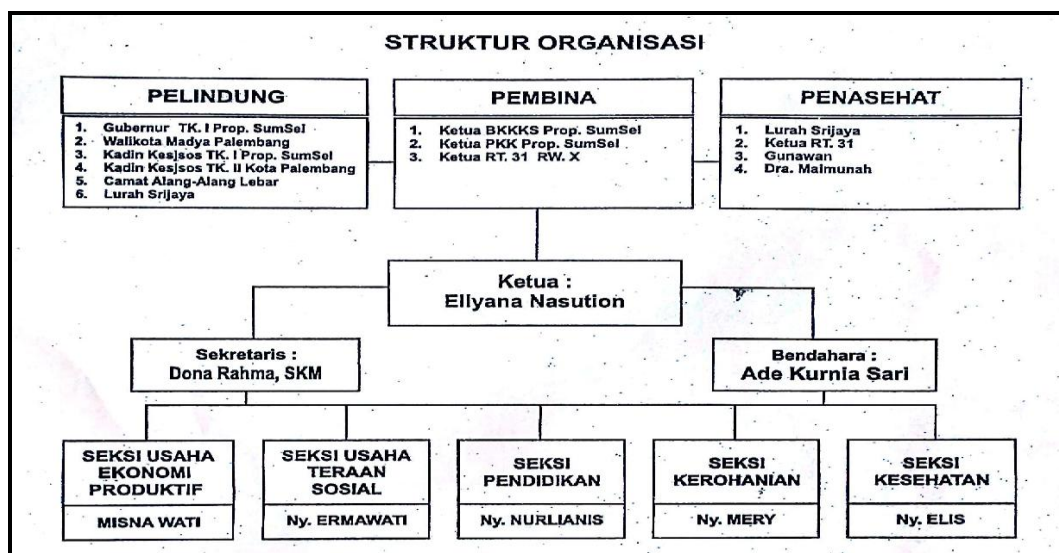 STRUKTUR ORGANISASI
PELINDUNG
1. Gubernur TK. I Prop. SumSel
2. Walikota Madya Palembang
3. Kadin Kesjsos TK. I Prop. SumSel
4. Kadin Kesjsos TK. II Kota Palembang
5. Camat Alang-Alang Lebar
6. Lurah Srijaya
PEMBINA
1. Ketua BKKKS Prop. SumSel
2. Ketua PKK Prop. SumSel
3. Ketua RT. 31 RW. X
PENASEHAT
1. Lurah Srijaya
2. Ketua RT. 31
3. Gunawan
4. Dra. Maimunah
Ketua :
Ellyana Nasution
Sekretaris :
Dona Rahma, SKM
Bendahara :
Ade Kurnia Sari
SEKSI USAHA
EKONOMI
PRODUKTIF
MISNA WATI
SEKSI USAHA
TERAAN
SOSIAL
Ny. ERMAWATI
SEKSI
PENDIDIKAN
Ny. NURLIANIS
SEKSI
KEROHANIAN
Ny. MERY
SEKSI
KESEHATAN
Ny. ELIS